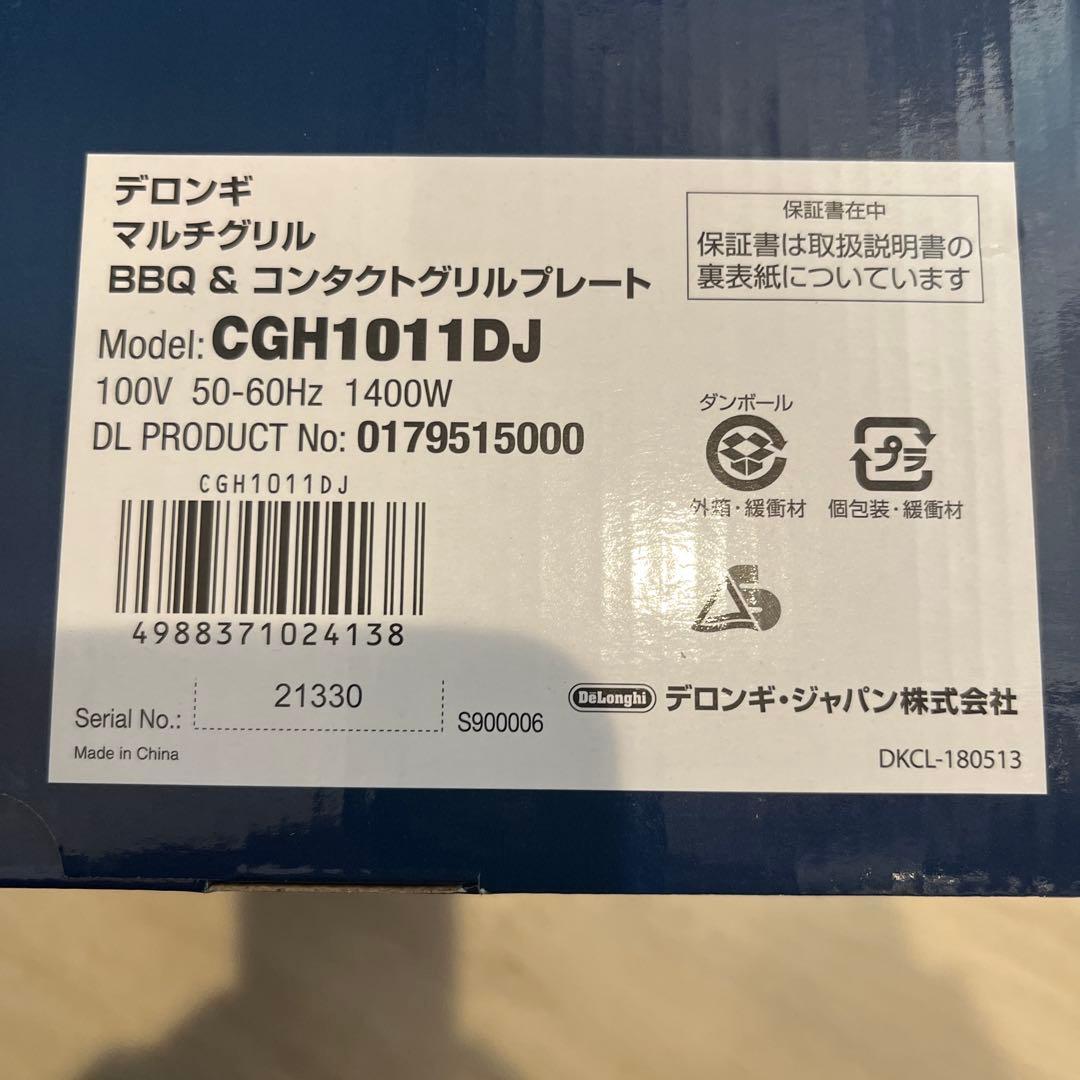 デロンギ
マルチグリル
BBQ & コンタクトグリルプレート
Model: CGH1011DJ
100V 50-60Hz 1400W
DL PRODUCT No: 0179515000
CGH1011DJ
4988371024138
Serial No.: 21330
S900006
Made in China
保証書在中
保証書は取扱説明書の
裏表紙についています
ダンボール
外箱・緩衝材
プラ
個包装・緩衝材
DeLonghi デロンギ・ジャパン株式会社
DKCL-180513